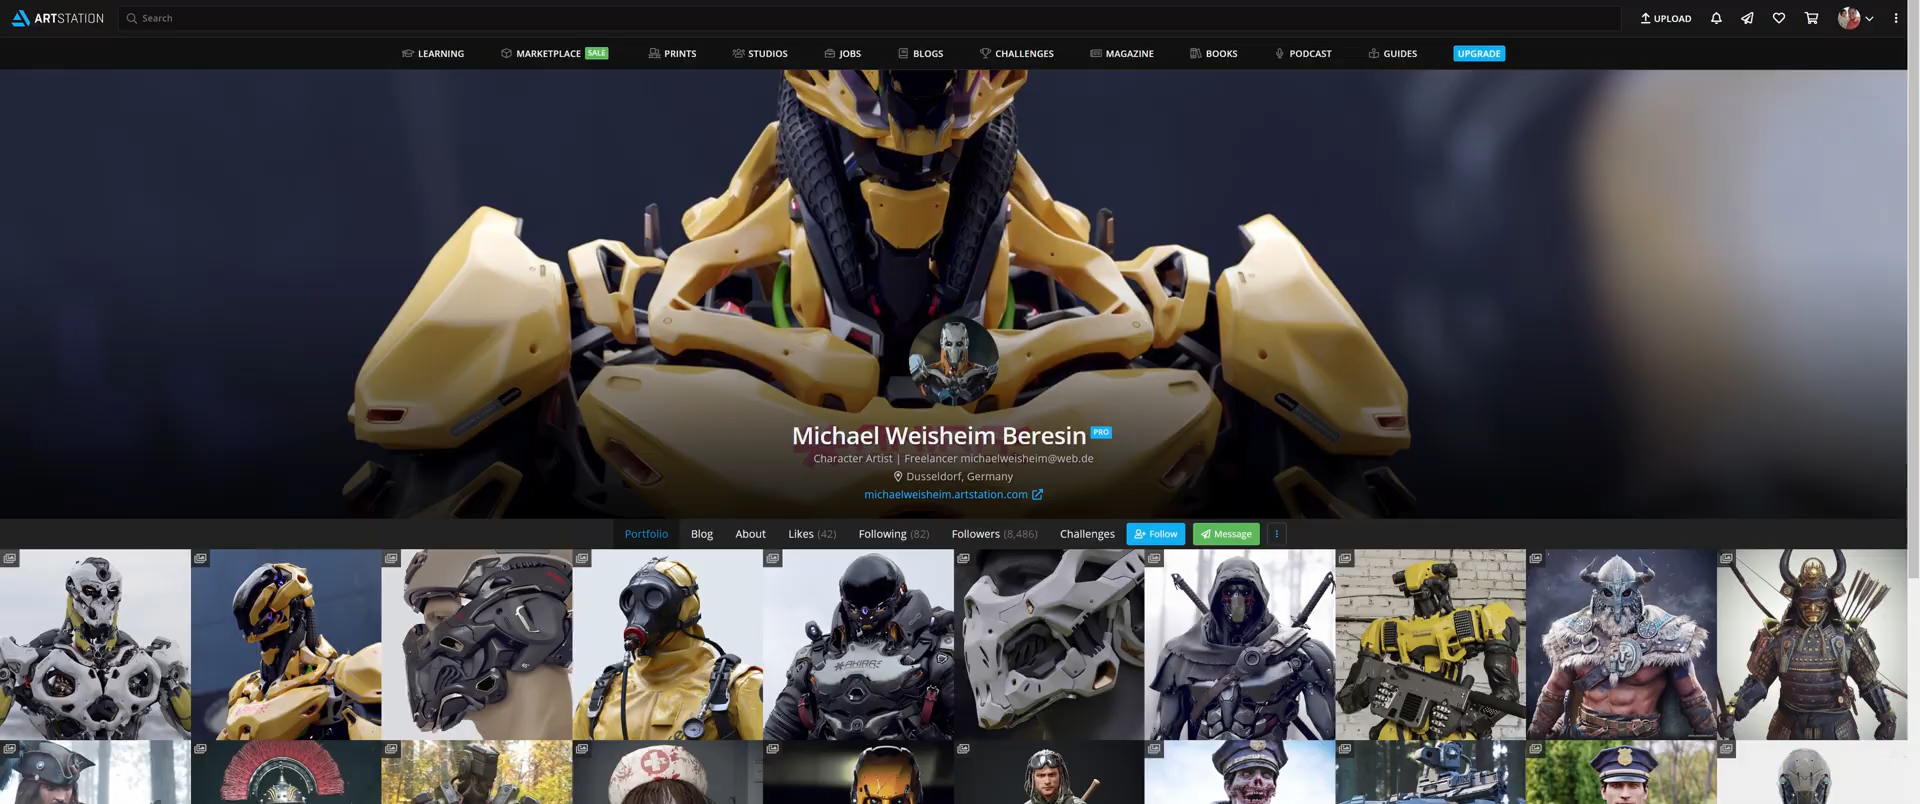 ARTSTATION
Search
UPLOAD
LEARNING
MARKETPLACE SALE
PRINTS
STUDIOS
JOBS
BLOGS
CHALLENGES
MAGAZINE
BOOKS
PODCAST
GUIDES
UPGRADE
Michael Weisheim Beresin PRO
Character Artist | Freelancer michaelweisheim@web.de
Dusseldorf, Germany
michaelweisheim.artstation.com
Portfolio
Blog
About
Likes (42)
Following (82)
Followers (8,486)
Challenges
Follow
Message